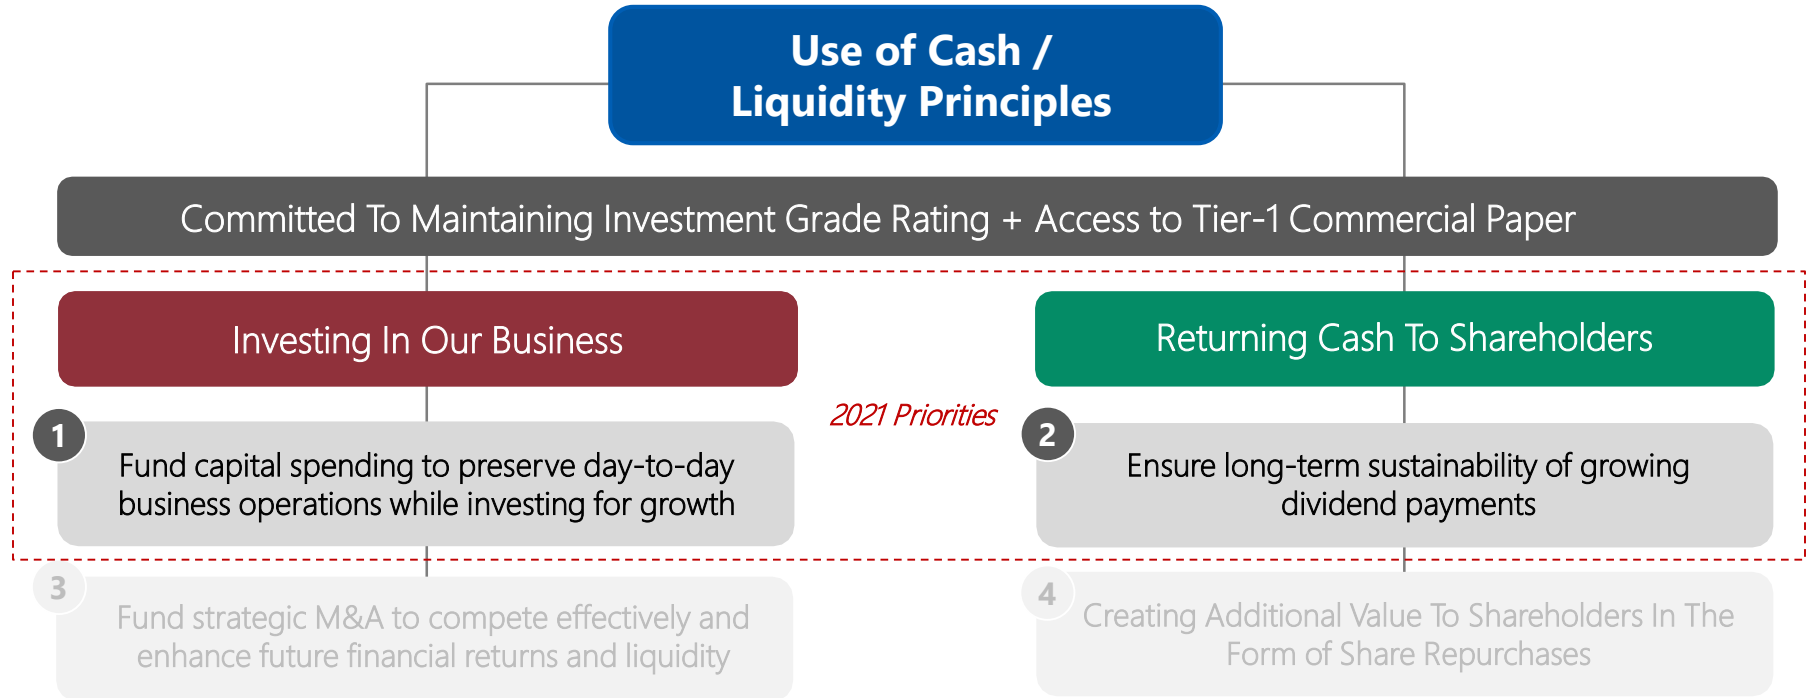 Use of Cash /
Liquidity Principles
Committed To Maintaining Investment Grade Rating + Access to Tier-1 Commercial Paper
Investing In Our Business
Returning Cash To Shareholders
2021 Priorities
1
Fund capital spending to preserve day-to-day
business operations while investing for growth
2
Ensure long-term sustainability of growing
dividend payments
3
Fund strategic M&A to compete effectively and
enhance future financial returns and liquidity
4
Creating Additional Value To Shareholders In The
Form of Share Repurchases